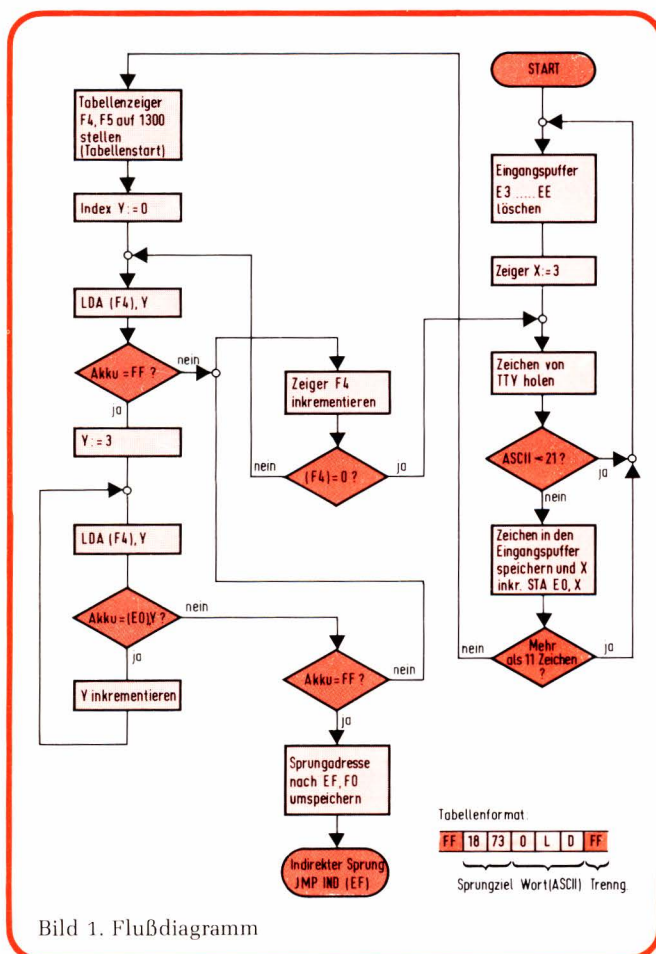 START
Eingangspuffer
E3 ..... EE
löschen
Zeiger X:=3
Zeichen von
TTY holen
ASCII < 21 ?
ja
nein
Zeichen in den
Eingangspuffer
speichern und X
inkr. STA E0, X
Mehr
als 11 Zeichen
?
nein
ja
Tabellenzeiger
F4, F5 auf 1300
stellen
(Tabellenstart)
Index Y:=0
LDA (F4), Y
Akku = FF ?
nein
ja
Zeiger F4
inkrementieren
(F4)=0 ?
nein
ja
Y:=3
LDA (F4), Y
Akku=(E0),Y ?
nein
ja
Y inkrementieren
Akku = FF ?
nein
ja
Sprungadresse
nach EF, F0
umspeichern
Indirekter Sprung
JMP IND (EF)
Tabellenformat:
FF 18 73 O L D FF
Sprungziel Wort(ASCII) Trenng.
Bild 1. Flußdiagramm